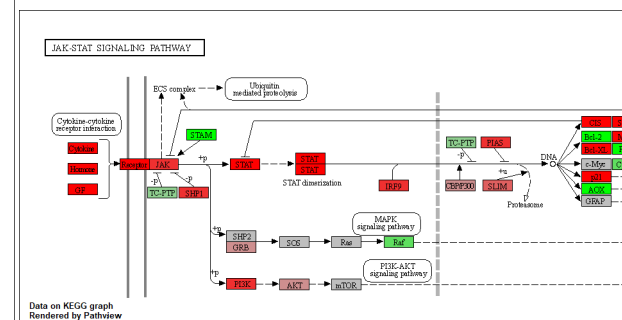 JAK-STAT SIGNALING PATHWAY
ECS complex
Ubiquitin
mediated proteolysis
Cytokine-cytokine
receptor interaction
STAM
Cytokine
Hormone
GF
Receptor
JAK
+p
STAT
STAT
STAT
STAT dimerization
-p
-p
TC-PTP
SHP1
IRF9
TC-PTP
PIAS
-p
+u
CBP/P300
SLIM
Proteasome
DNA
CIS
Bcl-2
Bcl-XL
c-Myc
p21
AOX
GFAP
+p
SHP2
GRB
SOS
Ras
Raf
MAPK
signaling pathway
+p
PI3K
AKT
mTOR
PI3K-AKT
signaling pathway
Data on KEGG graph
Rendered by Pathview